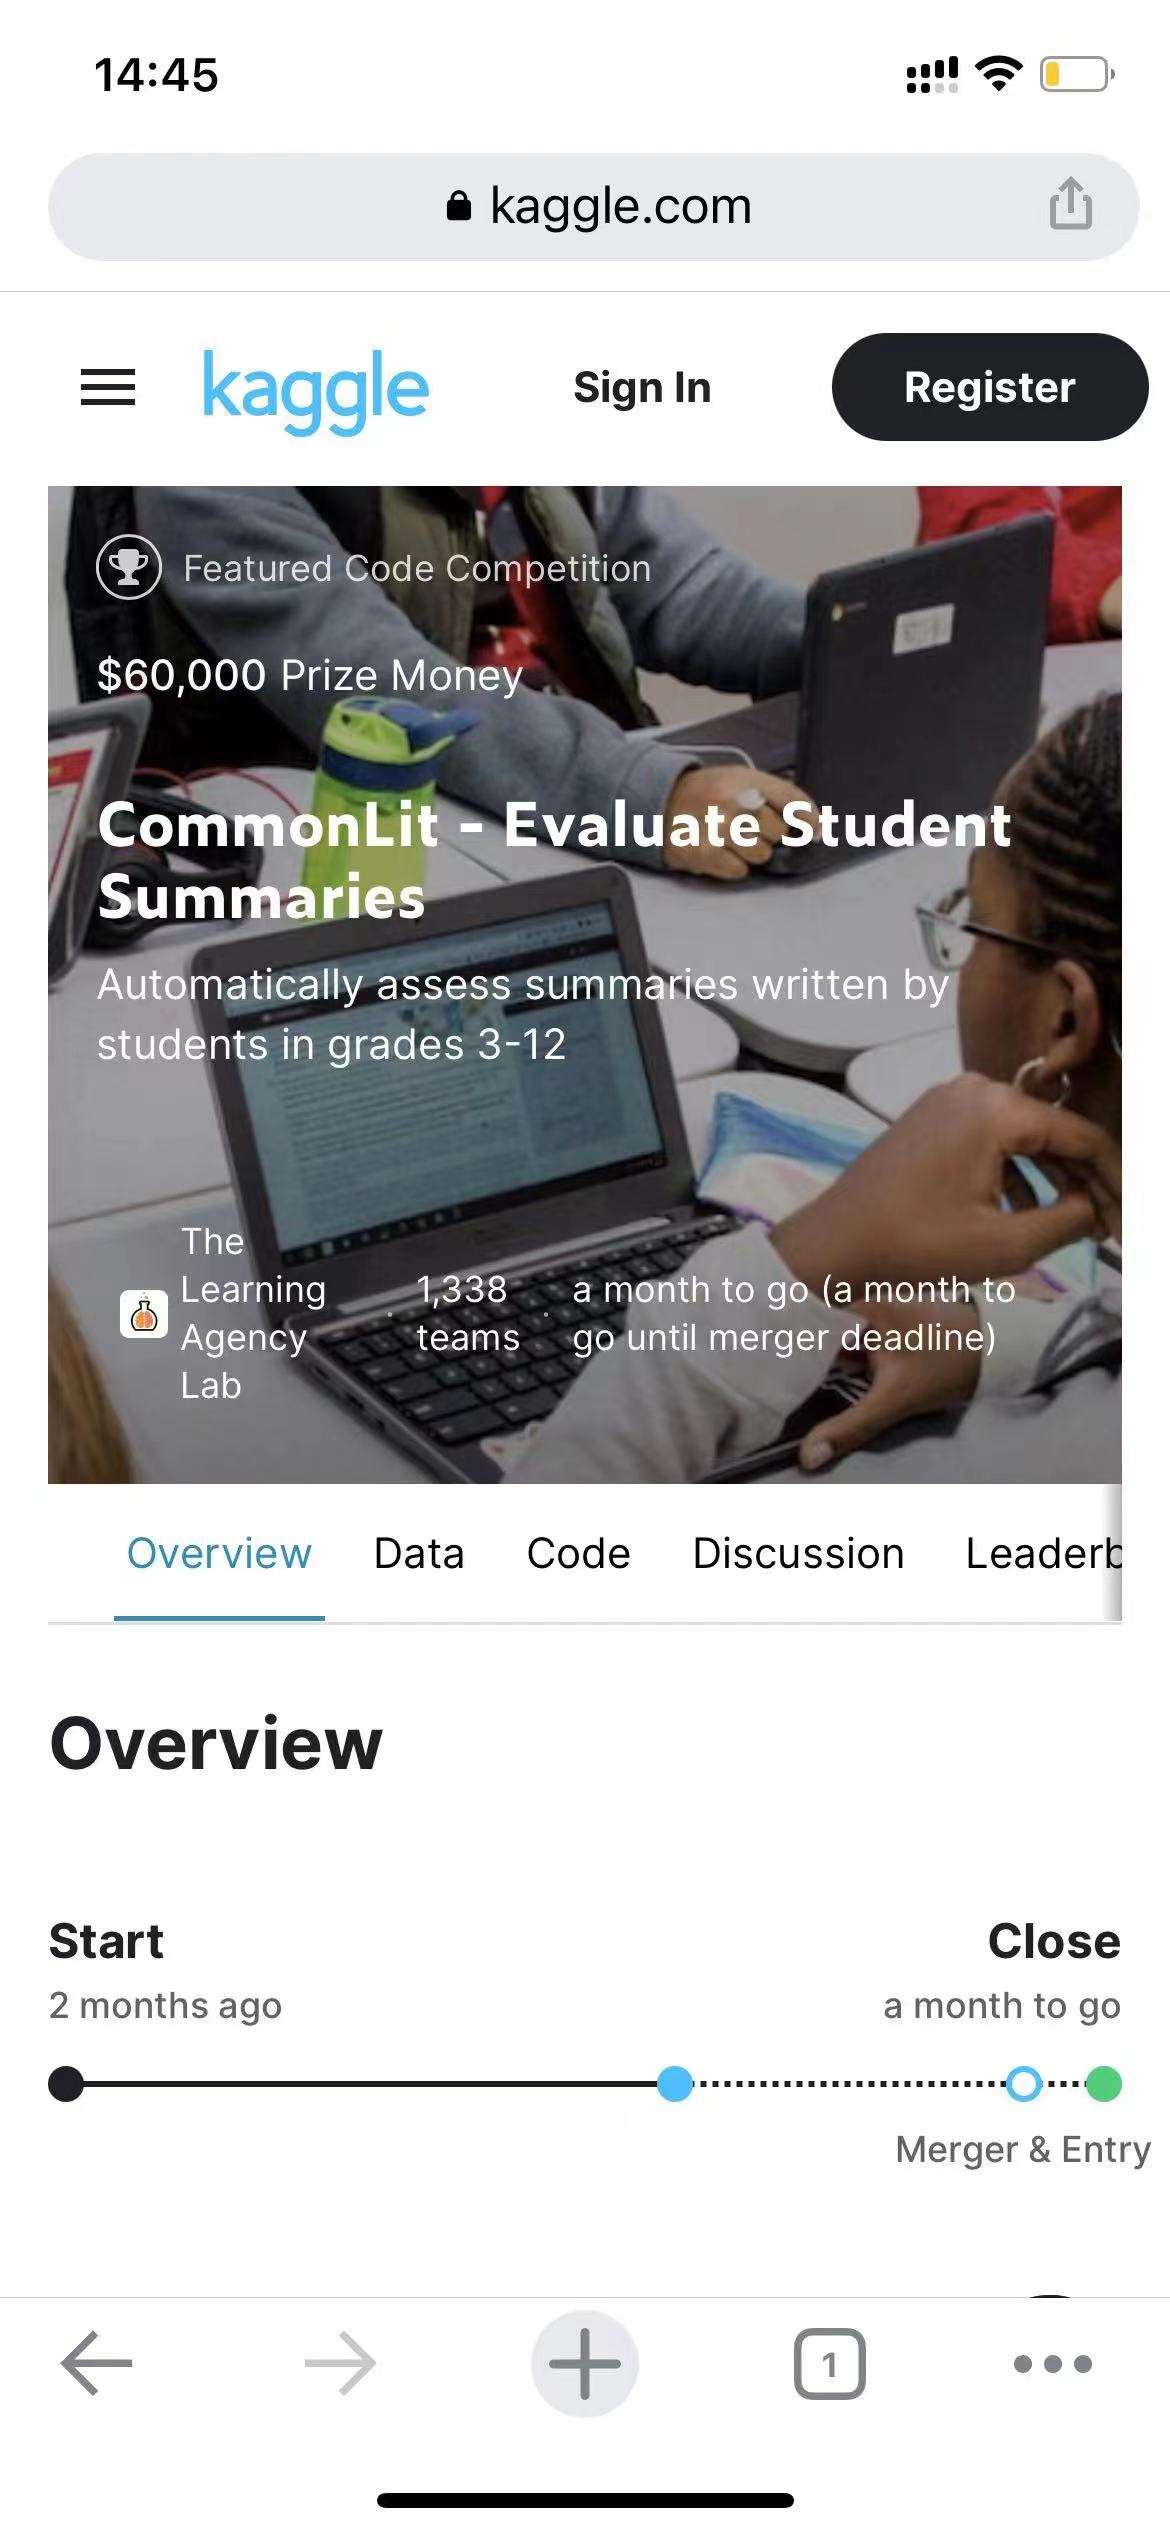 14:45
kaggle.com
kaggle
Sign In
Register
Featured Code Competition
$60,000 Prize Money
CommonLit - Evaluate Student
Summaries
Automatically assess summaries written by
students in grades 3-12
The
Learning
Agency
Lab
·
1,338
teams
·
a month to go (a month to
go until merger deadline)
Overview
Data
Code
Discussion
Leaderb
Overview
Start
Close
2 months ago
a month to go
Merger & Entry
1